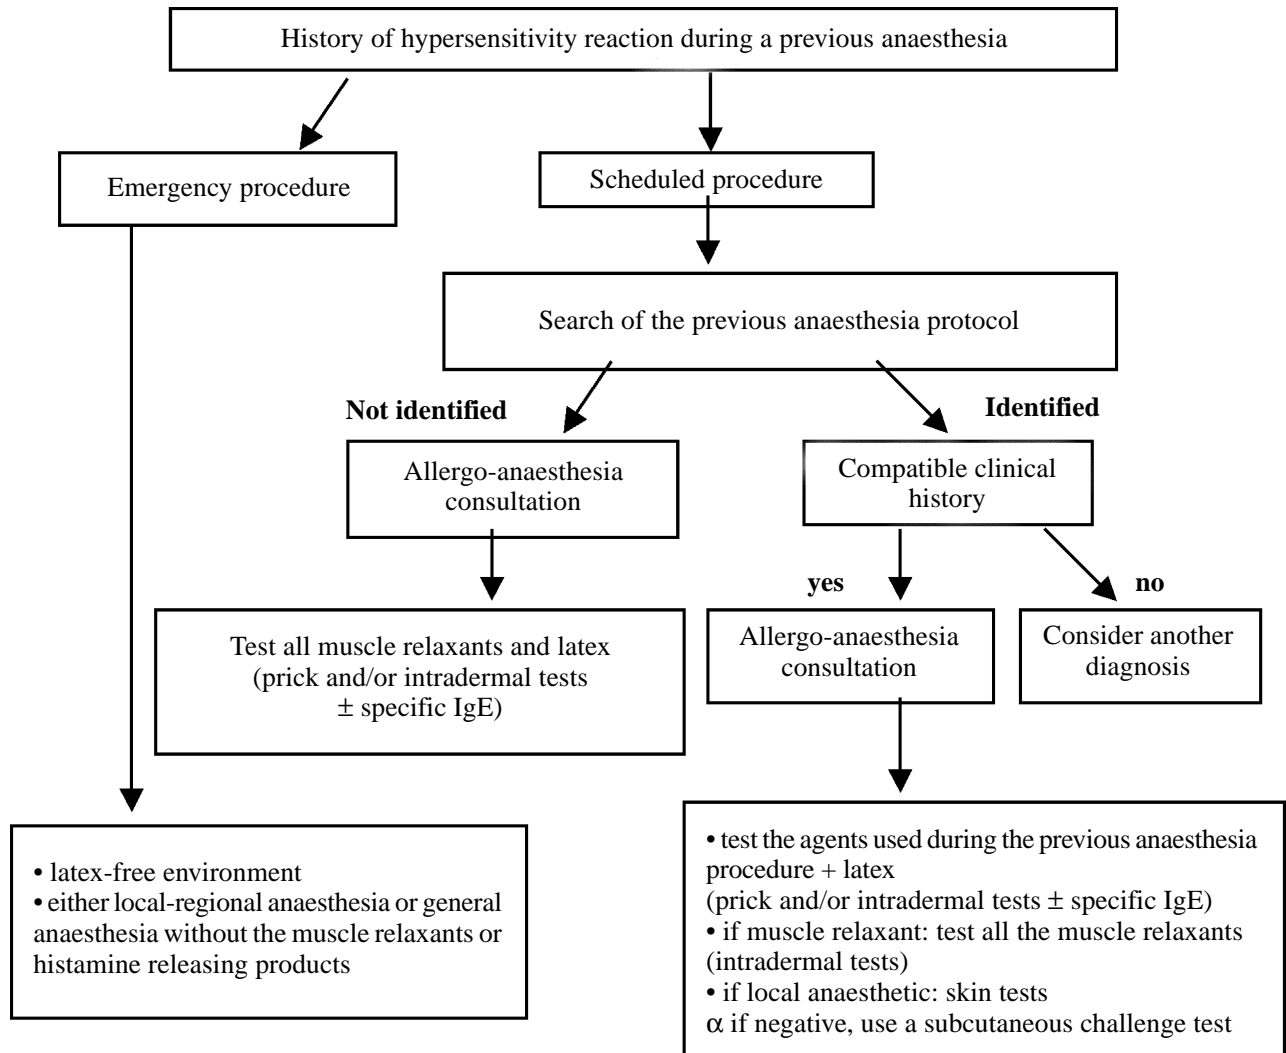 History of hypersensitivity reaction during a previous anaesthesia
Emergency procedure
Scheduled procedure
Search of the previous anaesthesia protocol
Not identified
Identified
Allergo-anaesthesia
consultation
Compatible clinical
history
yes
no
Test all muscle relaxants and latex
(prick and/or intradermal tests
± specific IgE)
Allergo-anaesthesia
consultation
Consider another
diagnosis
• latex-free environment
• either local-regional anaesthesia or general
anaesthesia without the muscle relaxants or
histamine releasing products
• test the agents used during the previous anaesthesia
procedure + latex
(prick and/or intradermal tests ± specific IgE)
• if muscle relaxant: test all the muscle relaxants
(intradermal tests)
• if local anaesthetic: skin tests
α if negative, use a subcutaneous challenge test